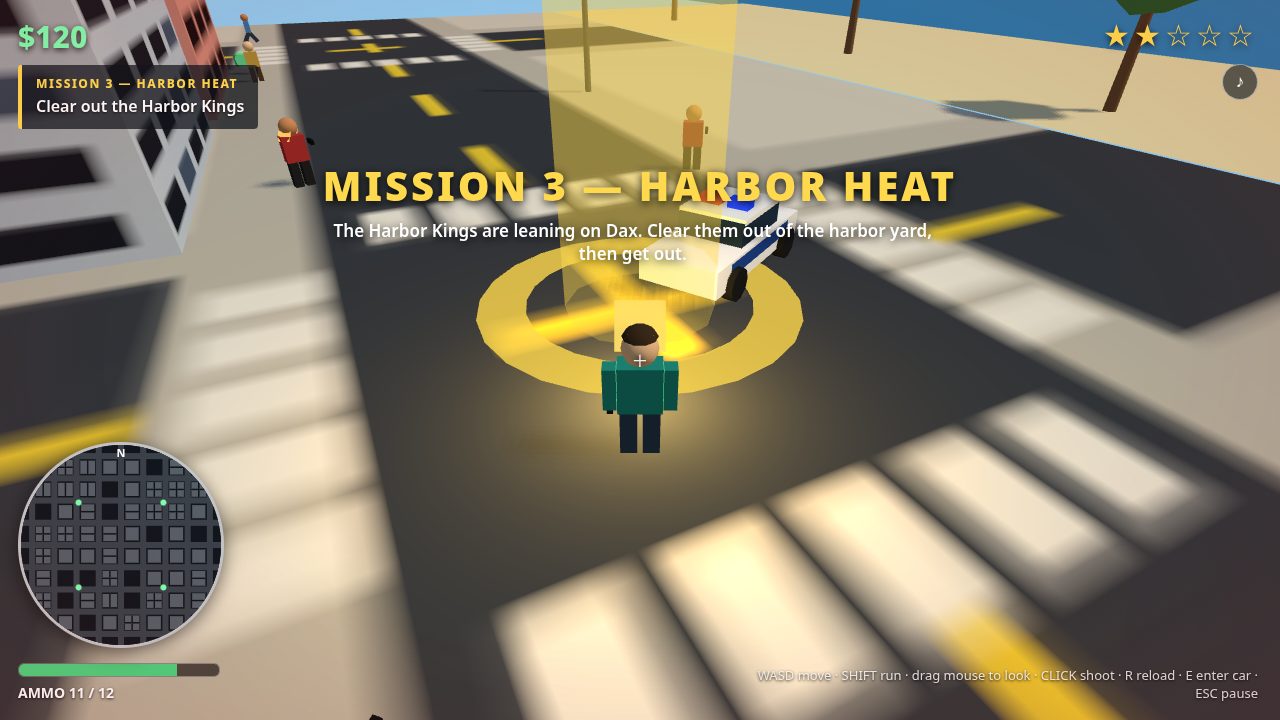 $120
MISSION 3 — HARBOR HEAT
Clear out the Harbor Kings
★★☆☆☆
♪
MISSION 3 — HARBOR HEAT
The Harbor Kings are leaning on Dax. Clear them out of the harbor yard,
then get out.
N
AMMO 11 / 12
WASD move · SHIFT run · drag mouse to look · CLICK shoot · R reload · E enter car ·
ESC pause